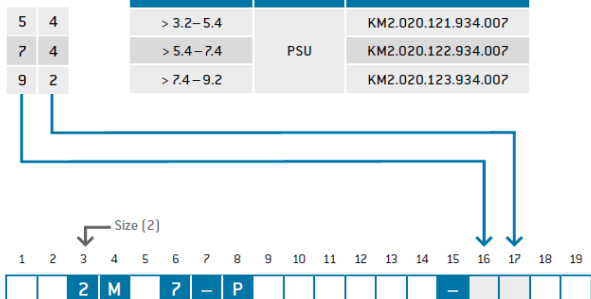 5 4 > 3.2–5.4 KM2.020.121.934.007
7 4 > 5.4–7.4 PSU KM2.020.122.934.007
9 2 > 7.4–9.2 KM2.020.123.934.007
Size (2)
1 2 3 4 5 6 7 8 9 10 11 12 13 14 15 16 17 18 19
2 M 7 – P –